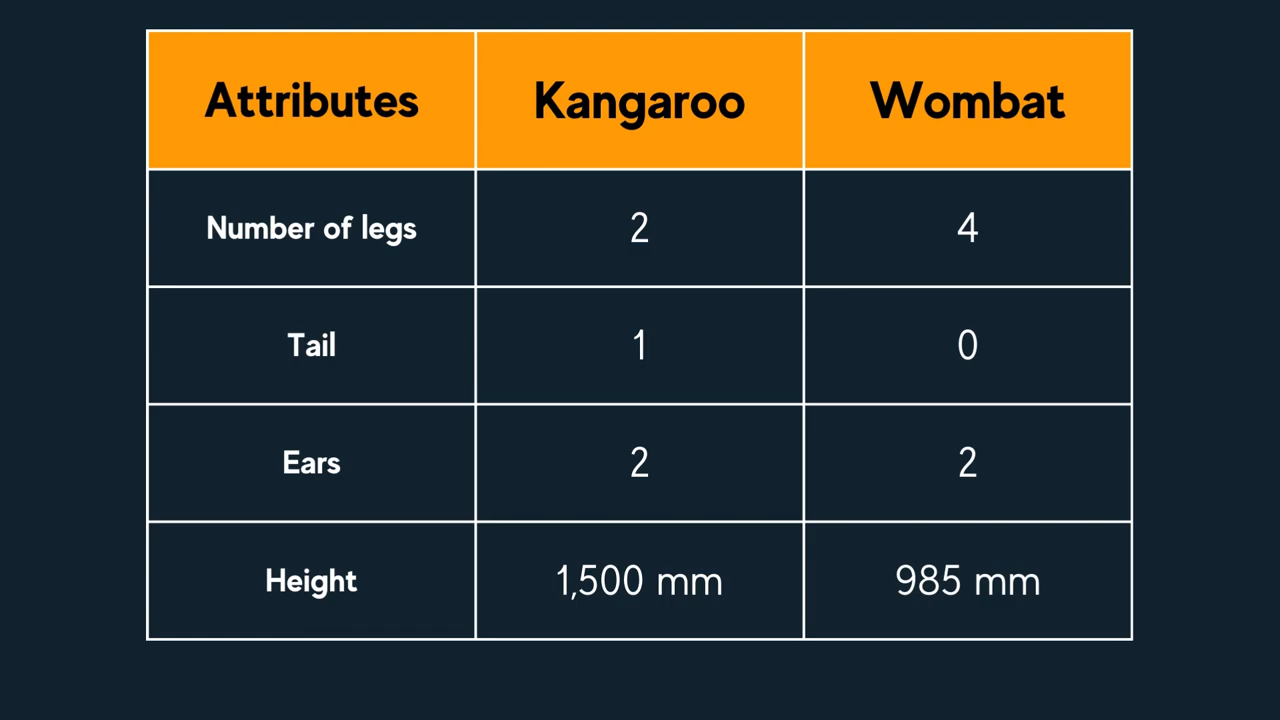 Attributes Kangaroo Wombat
Number of legs 2 4
Tail 1 0
Ears 2 2
Height 1,500 mm 985 mm